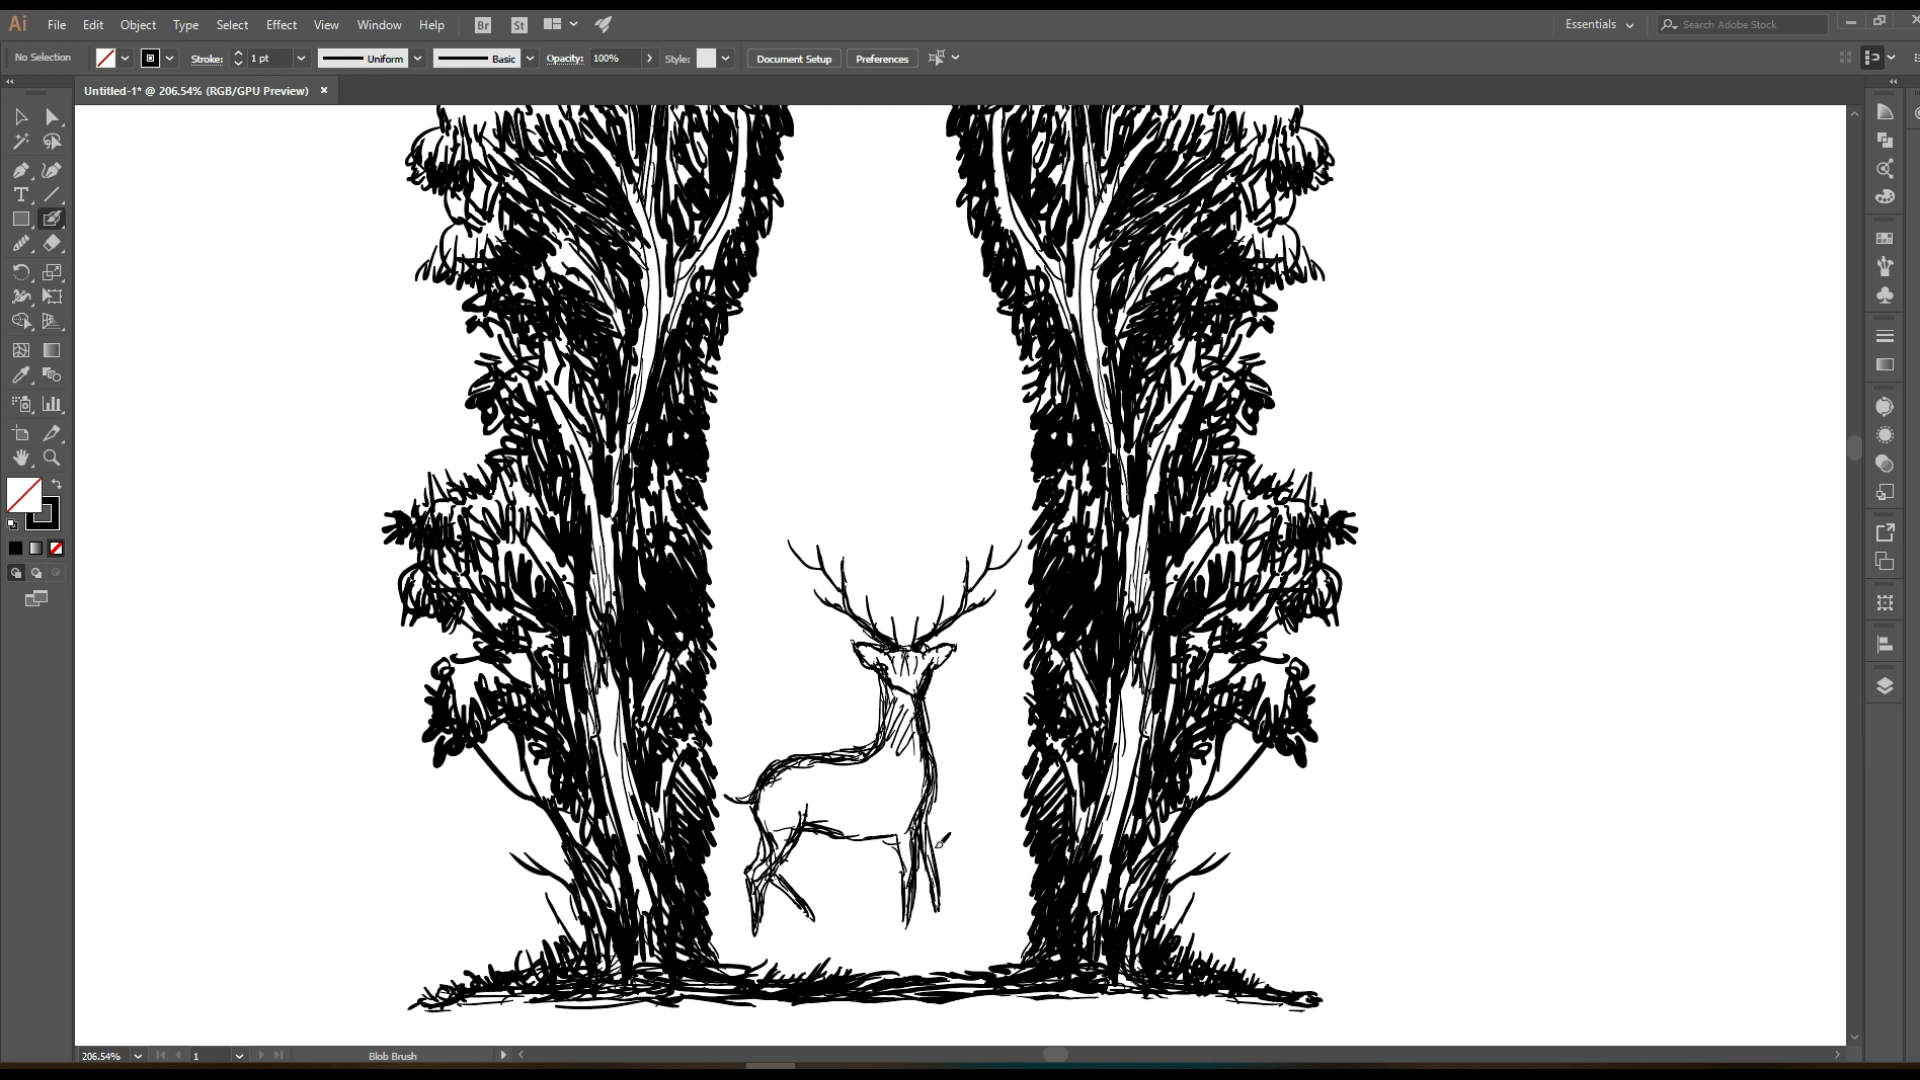 Ai File Edit Object Type Select Effect View Window Help Br St Essentials Search Adobe Stock
No Selection Stroke: 1 pt Uniform Basic Opacity: 100% Style: Document Setup Preferences
Untitled-1* @ 206.54% (RGB/GPU Preview) ×
T
206.54% 1 Blob Brush